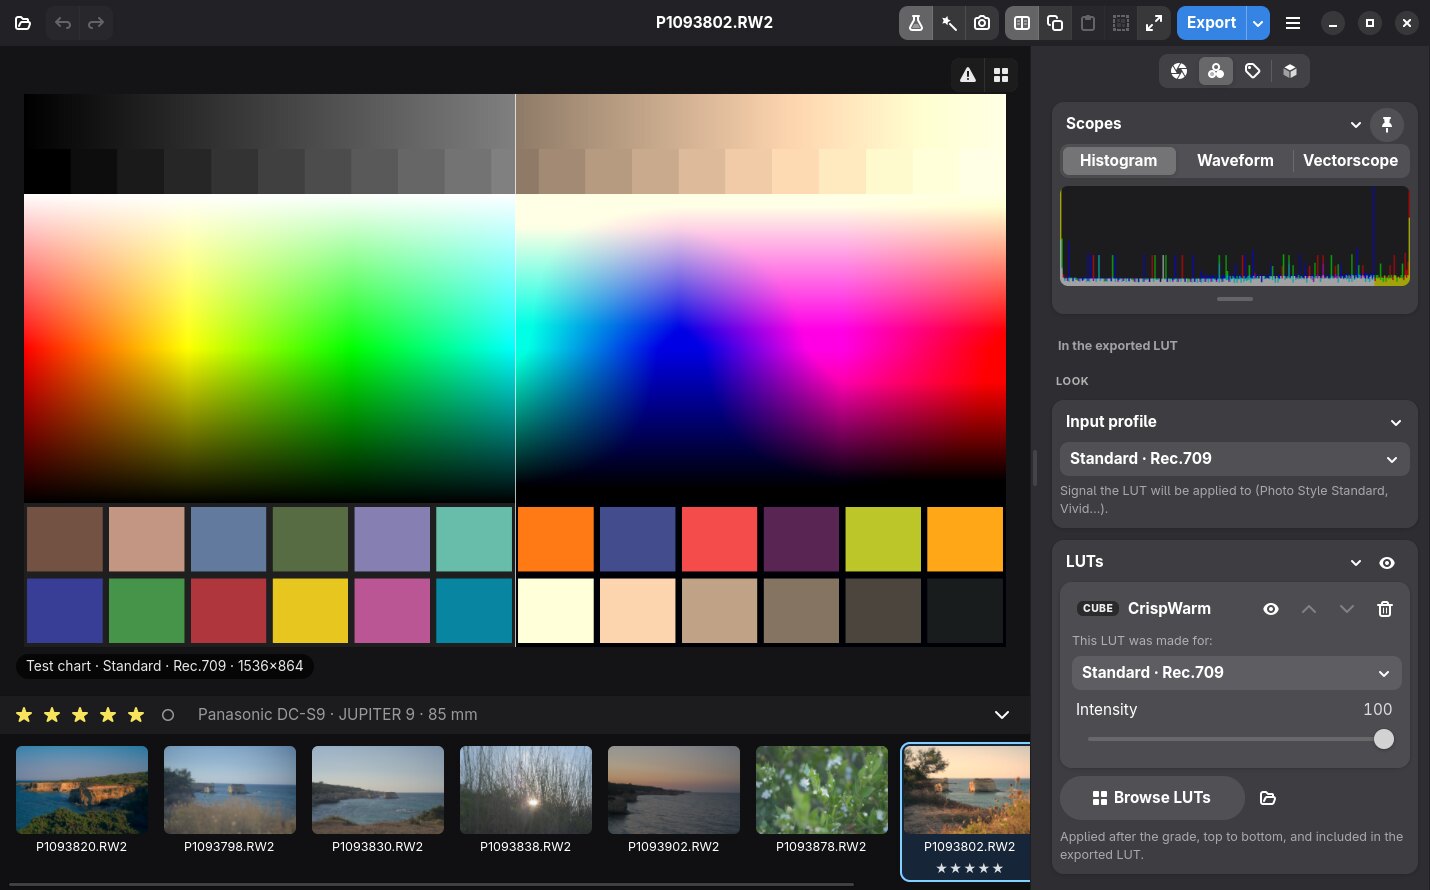 P1093802.RW2
Export
Scopes
Histogram
Waveform
Vectorscope
In the exported LUT
LOOK
Input profile
Standard · Rec.709
Signal the LUT will be applied to (Photo Style Standard,
Vivid...).
LUTs
CUBE
CrispWarm
This LUT was made for:
Standard · Rec.709
Intensity
100
Browse LUTs
Applied after the grade, top to bottom, and included in the
exported LUT.
Test chart · Standard · Rec.709 · 1536×864
Panasonic DC-S9 · JUPITER 9 · 85 mm
P1093820.RW2
P1093798.RW2
P1093830.RW2
P1093838.RW2
P1093902.RW2
P1093878.RW2
P1093802.RW2